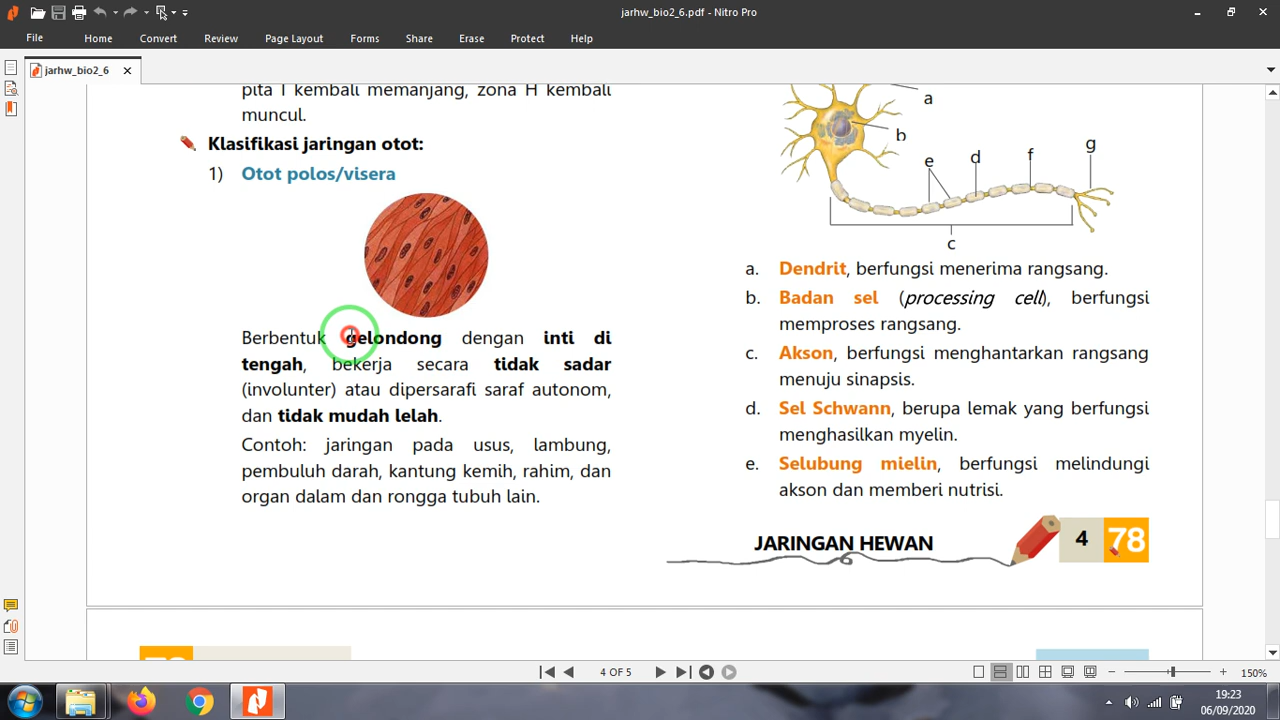 jarhw_bio2_6.pdf - Nitro Pro
File Home Convert Review Page Layout Forms Share Erase Protect Help
jarhw_bio2_6
pita I kembali memanjang, zona H kembali
muncul.
Klasifikasi jaringan otot:
1) Otot polos/visera
Berbentuk gelondong dengan inti di
tengah, bekerja secara tidak sadar
(involunter) atau dipersarafi saraf autonom,
dan tidak mudah lelah.
Contoh: jaringan pada usus, lambung,
pembuluh darah, kantung kemih, rahim, dan
organ dalam dan rongga tubuh lain.
a
b
e d f g
c
a. Dendrit, berfungsi menerima rangsang.
b. Badan sel (processing cell), berfungsi
memproses rangsang.
c. Akson, berfungsi menghantarkan rangsang
menuju sinapsis.
d. Sel Schwann, berupa lemak yang berfungsi
menghasilkan myelin.
e. Selubung mielin, berfungsi melindungi
akson dan memberi nutrisi.
JARINGAN HEWAN 4 78
4 OF 5
150%
19:23
06/09/2020